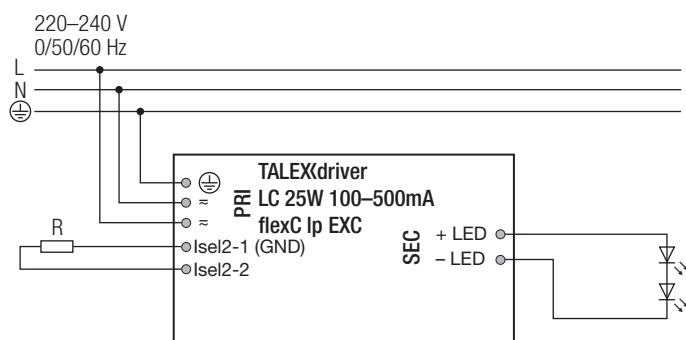 220–240 V
0/50/60 Hz
L
N
TALEXdriver
LC 25W 100–500mA
flexC lp EXC
PRI
≈
≈
R
Isel2-1 (GND)
Isel2-2
SEC
+ LED
– LED